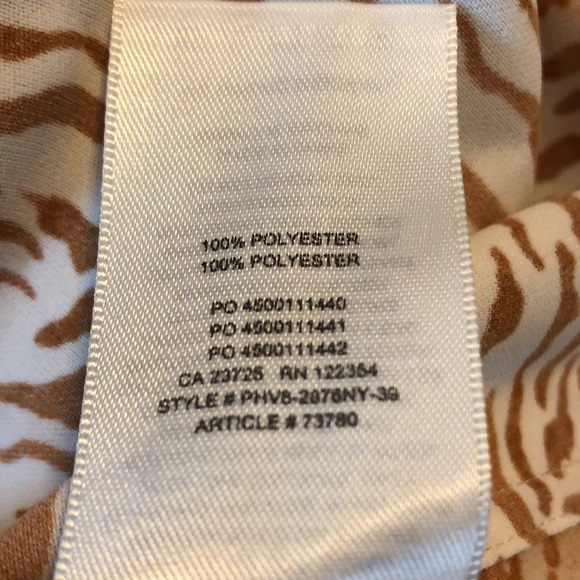 100% POLYESTER
100% POLYESTER
PO 4500111440
PO 4500111441
PO 4500111442
CA 23725 RN 122354
STYLE # PHV8-2876NY-39
ARTICLE # 73780